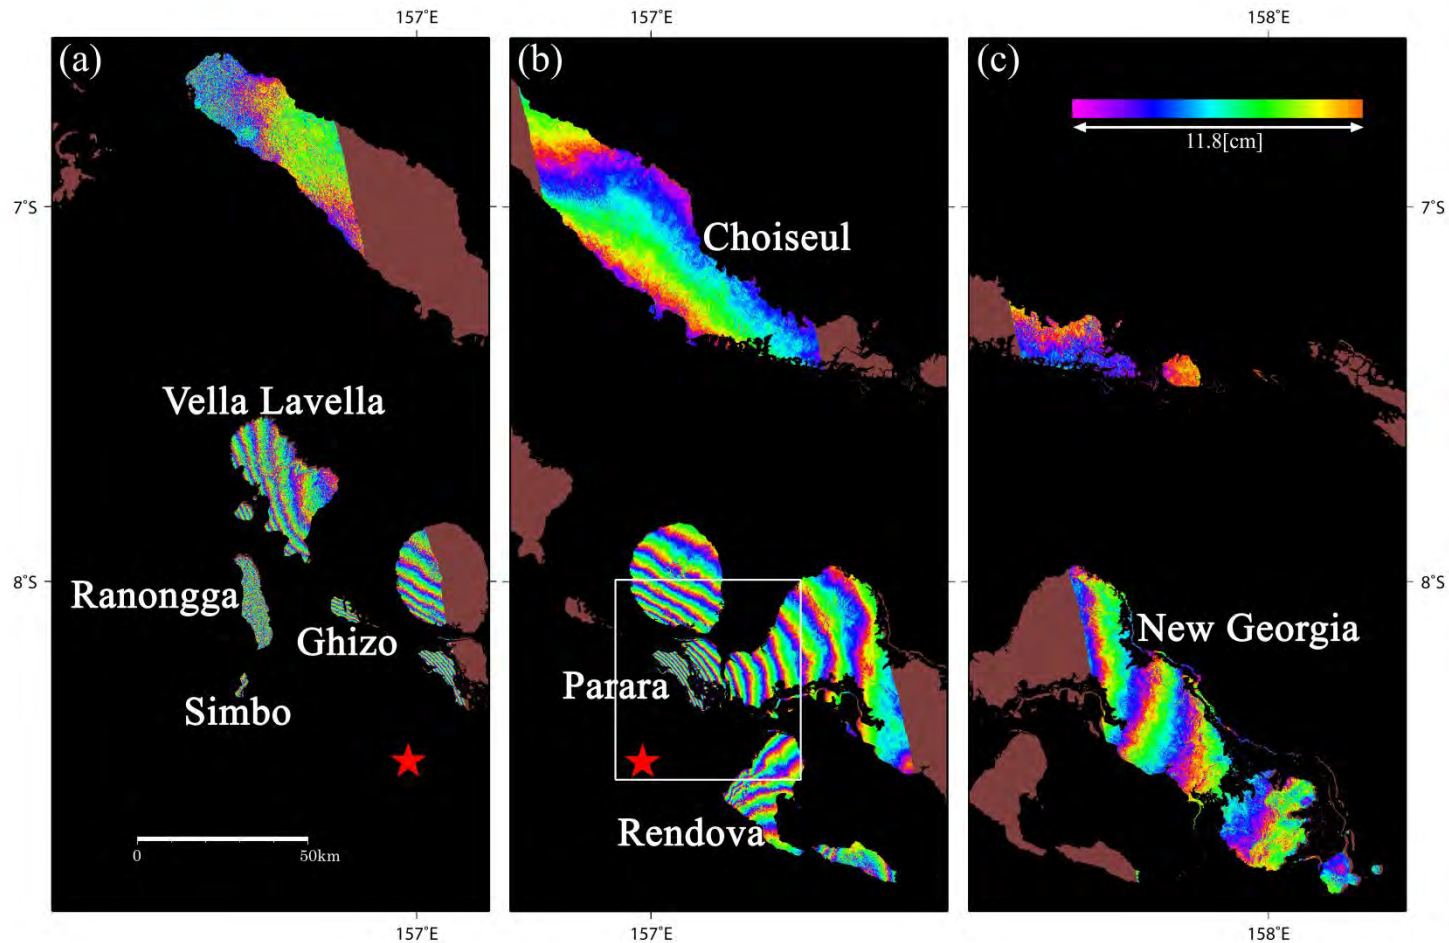 157˚E 157˚E 158˚E
(a) (b) (c)
11.8[cm]
7˚S 7˚S
Choiseul
Vella Lavella
8˚S 8˚S
Ranongga
Ghizo
New Georgia
Parara
Simbo
Rendova
0 50km
157˚E 157˚E 158˚E